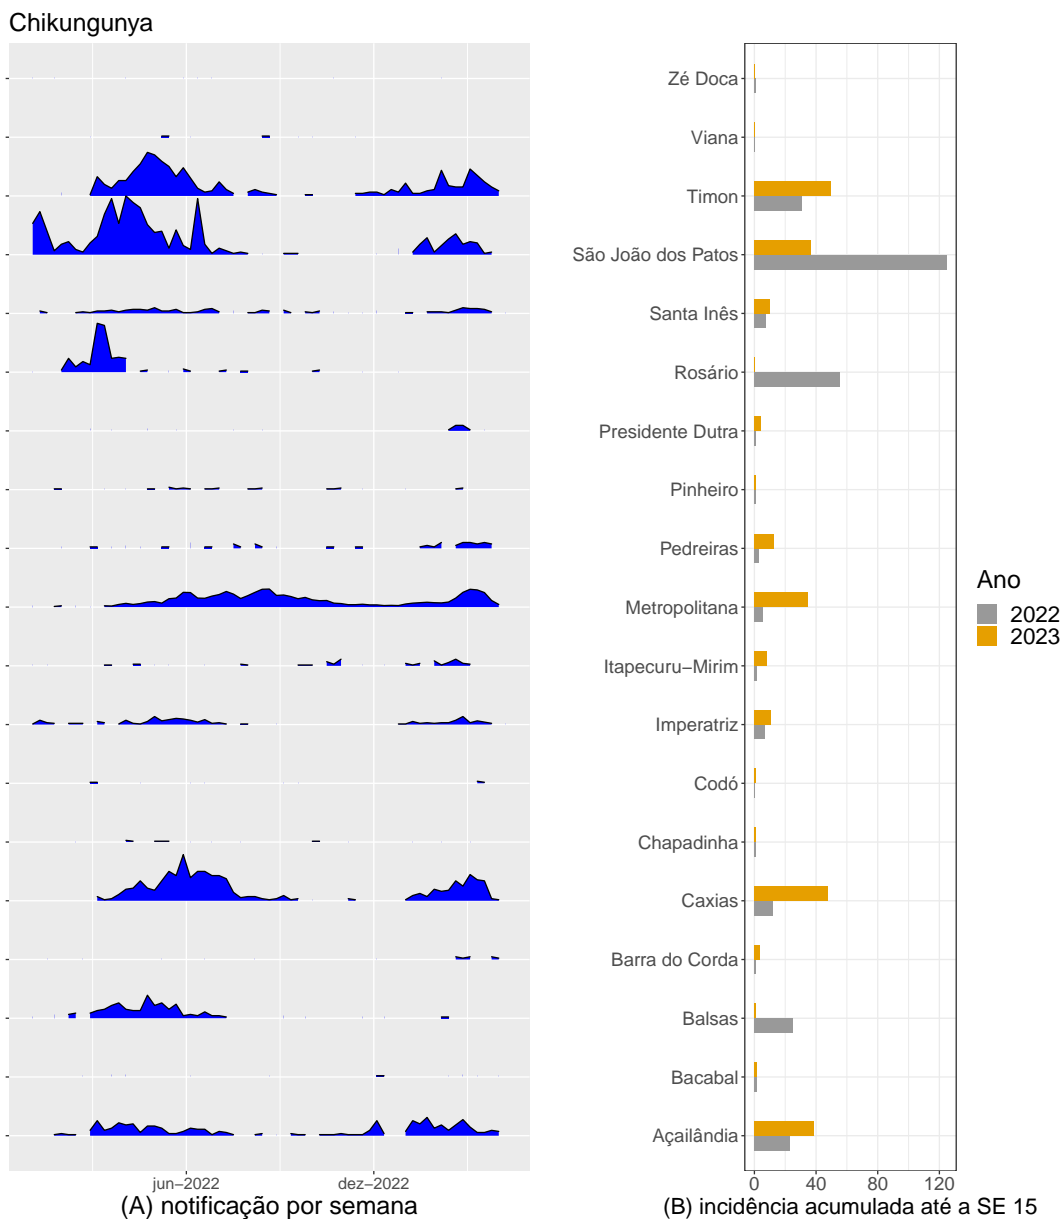 Chikungunya
Zé Doca
Viana
Timon
São João dos Patos
Santa Inês
Rosário
Presidente Dutra
Pinheiro
Pedreiras
Metropolitana
Itapecuru−Mirim
Imperatriz
Codó
Chapadinha
Caxias
Barra do Corda
Balsas
Bacabal
Açailândia
Ano
2022
2023
jun−2022 dez−2022
(A) notificação por semana
0 40 80 120
(B) incidência acumulada até a SE 15